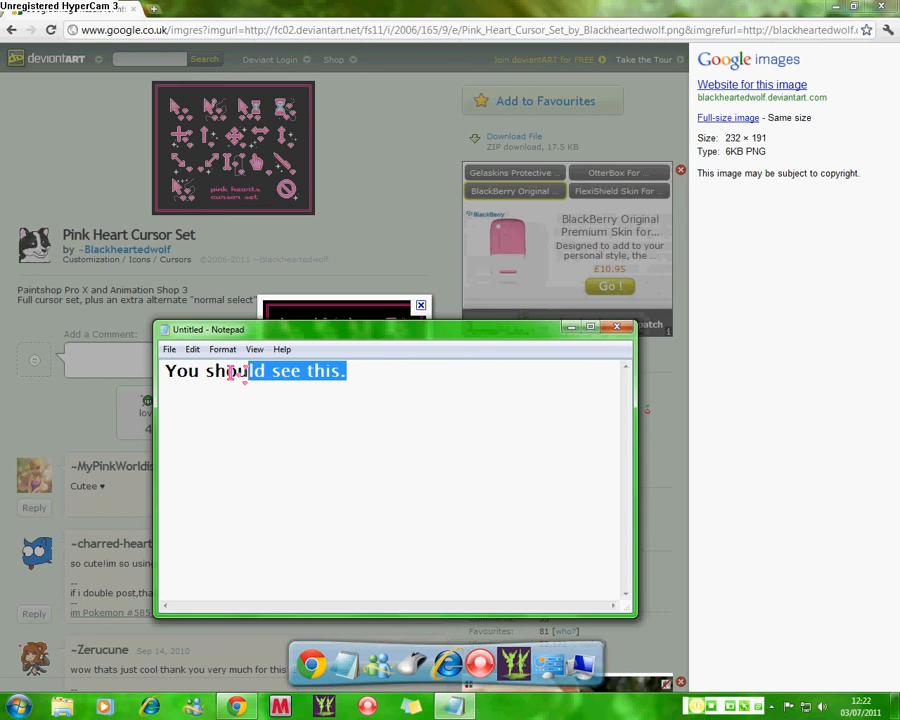 Unregistered HyperCam 3
www.google.co.uk/imgres?imgurl=http://fc02.deviantart.net/fs11/i/2006/165/9/e/Pink_Heart_Cursor_Set_by_Blackheartedwolf.png&imgrefurl=http://blackheartedwolf.
deviantART
Search
Deviant Login
Shop
Join deviantART for FREE
Take the Tour
Google images
Website for this image
blackheartedwolf.deviantart.com
Full-size image - Same size
Size: 232 × 191
Type: 6KB PNG
This image may be subject to copyright.
pink hearts
cursor set
Add to Favourites
Download File
ZIP download, 17.5 KB
Gelaskins Protective ...
OtterBox For ...
BlackBerry Original ...
FlexiShield Skin For ...
BlackBerry
BlackBerry Original
Premium Skin for...
Designed to add to your
personal style, the...
£10.95
Go !
Pink Heart Cursor Set
by ~Blackheartedwolf
Customization / Icons / Cursors ©2006-2011 ~Blackheartedwolf
Paintshop Pro X and Animation Shop 3
Full cursor set, plus an extra alternate "normal select"
Add a Comment:
Untitled - Notepad
File Edit Format View Help
You should see this.
~MyPinkWorldis
Cutee ♥
Reply
~charred-heart
so cute!im so using
--
if i double post,tha
im Pokemon #585
Reply
~Zerucune Sep 14, 2010
wow thats just cool thank you very much for this
--
Favourites: 81 [who?]
12:22
03/07/2011